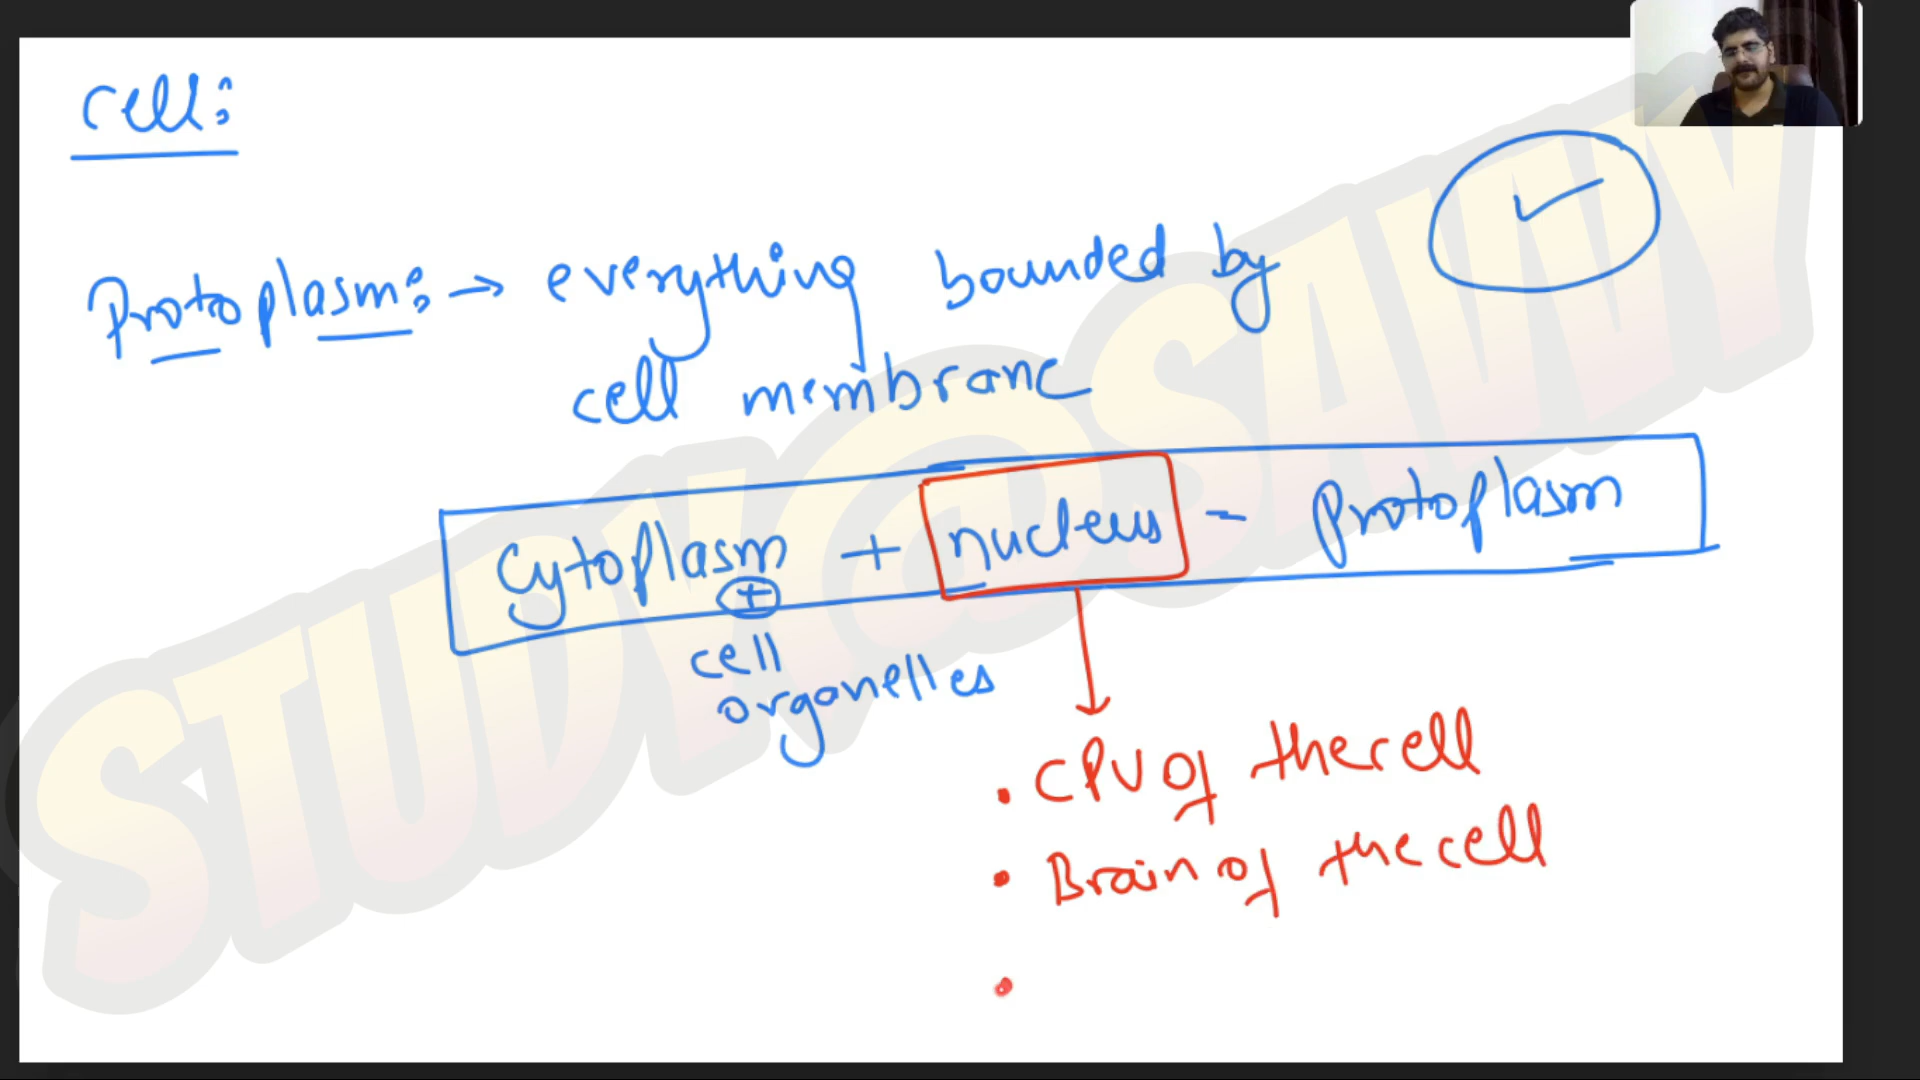 cell:
Protoplasm: → everything bounded by
cell membrane
Cytoplasm + nucleus - Protoplasm
+
cell
organelles
• CPU of the cell
• Brain of the cell
•
STUDY@SAVVY